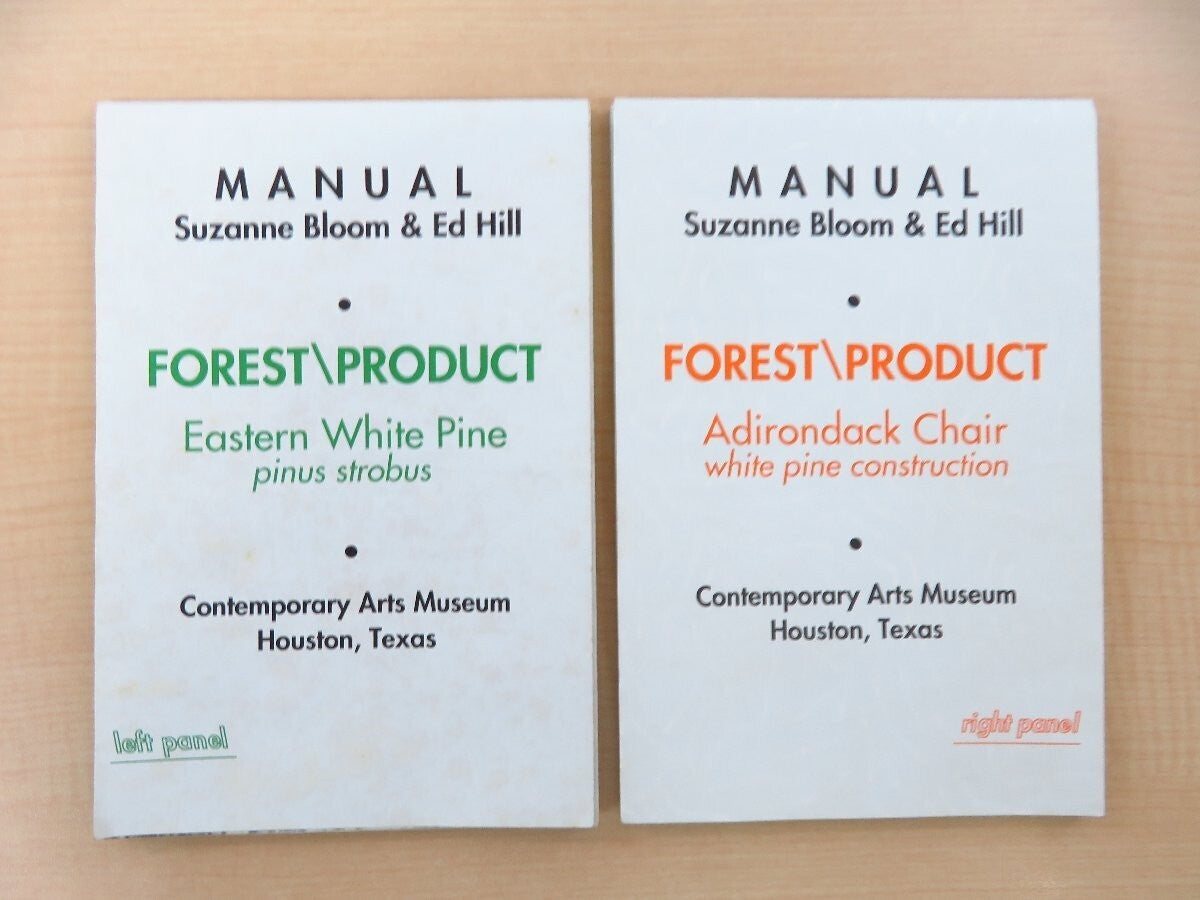 MANUAL
Suzanne Bloom & Ed Hill
•
FOREST\PRODUCT
Eastern White Pine
pinus strobus
•
Contemporary Arts Museum
Houston, Texas
left panel
MANUAL
Suzanne Bloom & Ed Hill
•
FOREST\PRODUCT
Adirondack Chair
white pine construction
•
Contemporary Arts Museum
Houston, Texas
right panel